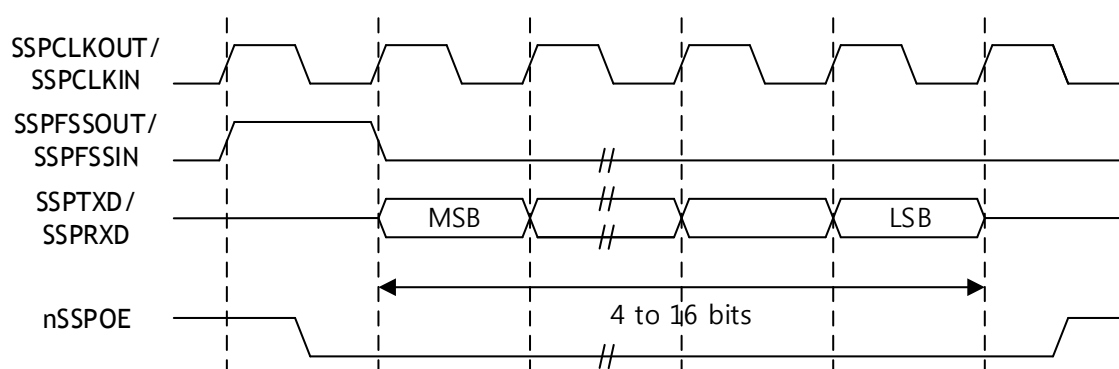 SSPCLKOUT/
SSPCLKIN
SSPFSSOUT/
SSPFSSIN
SSPTXD/
SSPRXD
MSB
LSB
4 to 16 bits
nSSPOE